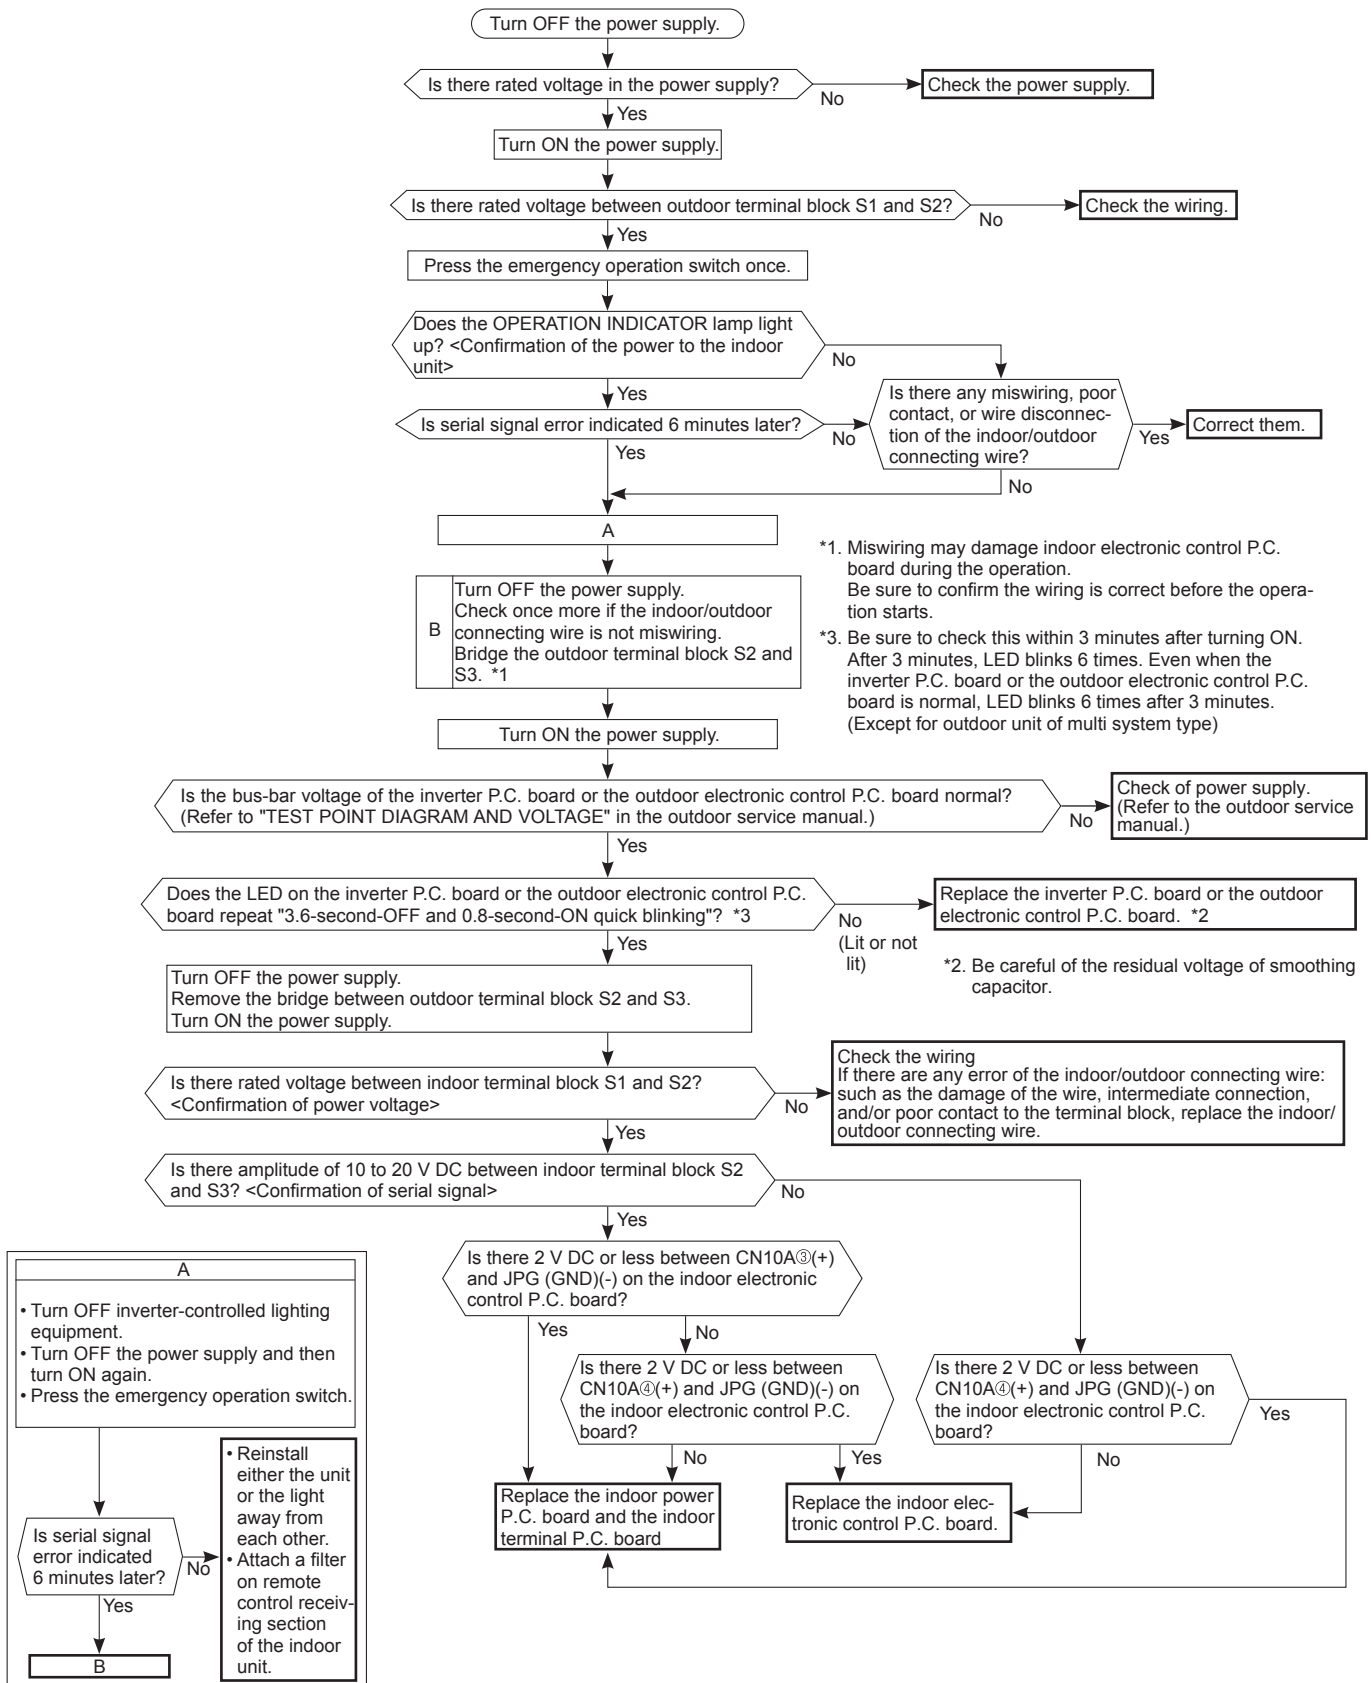 Turn OFF the power supply.
Is there rated voltage in the power supply?
No
Check the power supply.
Yes
Turn ON the power supply.
Is there rated voltage between outdoor terminal block S1 and S2?
No
Check the wiring.
Yes
Press the emergency operation switch once.
Does the OPERATION INDICATOR lamp light
up? <Confirmation of the power to the indoor
unit>
No
Yes
Is serial signal error indicated 6 minutes later?
No
Yes
Is there any miswiring, poor
contact, or wire disconnec-
tion of the indoor/outdoor
connecting wire?
Yes
Correct them.
No
A
B
Turn OFF the power supply.
Check once more if the indoor/outdoor
connecting wire is not miswiring.
Bridge the outdoor terminal block S2 and
S3. *1
*1. Miswiring may damage indoor electronic control P.C.
board during the operation.
Be sure to confirm the wiring is correct before the opera-
tion starts.
*3. Be sure to check this within 3 minutes after turning ON.
After 3 minutes, LED blinks 6 times. Even when the
inverter P.C. board or the outdoor electronic control P.C.
board is normal, LED blinks 6 times after 3 minutes.
(Except for outdoor unit of multi system type)
Turn ON the power supply.
Is the bus-bar voltage of the inverter P.C. board or the outdoor electronic control P.C. board normal?
(Refer to "TEST POINT DIAGRAM AND VOLTAGE" in the outdoor service manual.)
No
Check of power supply.
(Refer to the outdoor service
manual.)
Yes
Does the LED on the inverter P.C. board or the outdoor electronic control P.C.
board repeat "3.6-second-OFF and 0.8-second-ON quick blinking"? *3
No
(Lit or not
lit)
Replace the inverter P.C. board or the outdoor
electronic control P.C. board. *2
*2. Be careful of the residual voltage of smoothing
capacitor.
Yes
Turn OFF the power supply.
Remove the bridge between outdoor terminal block S2 and S3.
Turn ON the power supply.
Is there rated voltage between indoor terminal block S1 and S2?
<Confirmation of power voltage>
No
Check the wiring
If there are any error of the indoor/outdoor connecting wire:
such as the damage of the wire, intermediate connection,
and/or poor contact to the terminal block, replace the indoor/
outdoor connecting wire.
Yes
Is there amplitude of 10 to 20 V DC between indoor terminal block S2
and S3? <Confirmation of serial signal>
No
Yes
Is there 2 V DC or less between CN10A③(+)
and JPG (GND)(-) on the indoor electronic
control P.C. board?
Yes
No
Is there 2 V DC or less between
CN10A④(+) and JPG (GND)(-) on
the indoor electronic control P.C.
board?
No
Yes
Is there 2 V DC or less between
CN10A④(+) and JPG (GND)(-) on
the indoor electronic control P.C.
board?
Yes
No
Replace the indoor power
P.C. board and the indoor
terminal P.C. board
Replace the indoor elec-
tronic control P.C. board.
A
• Turn OFF inverter-controlled lighting
equipment.
• Turn OFF the power supply and then
turn ON again.
• Press the emergency operation switch.
Is serial signal
error indicated
6 minutes later?
No
Yes
B
• Reinstall
either the unit
or the light
away from
each other.
• Attach a filter
on remote
control receiv-
ing section
of the indoor
unit.